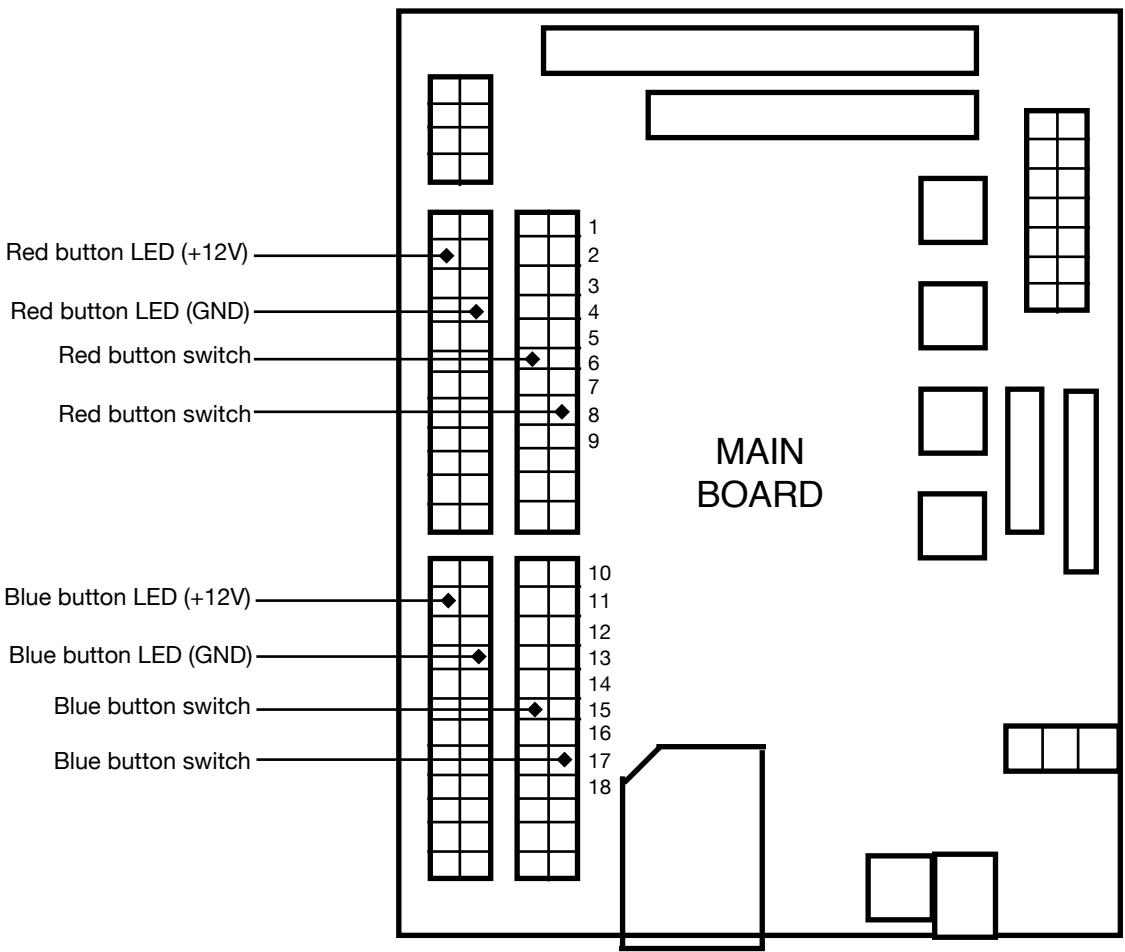 Red button LED (+12V)
Red button LED (GND)
Red button switch
Red button switch
1
2
3
4
5
6
7
8
9
MAIN
BOARD
Blue button LED (+12V)
Blue button LED (GND)
Blue button switch
Blue button switch
10
11
12
13
14
15
16
17
18